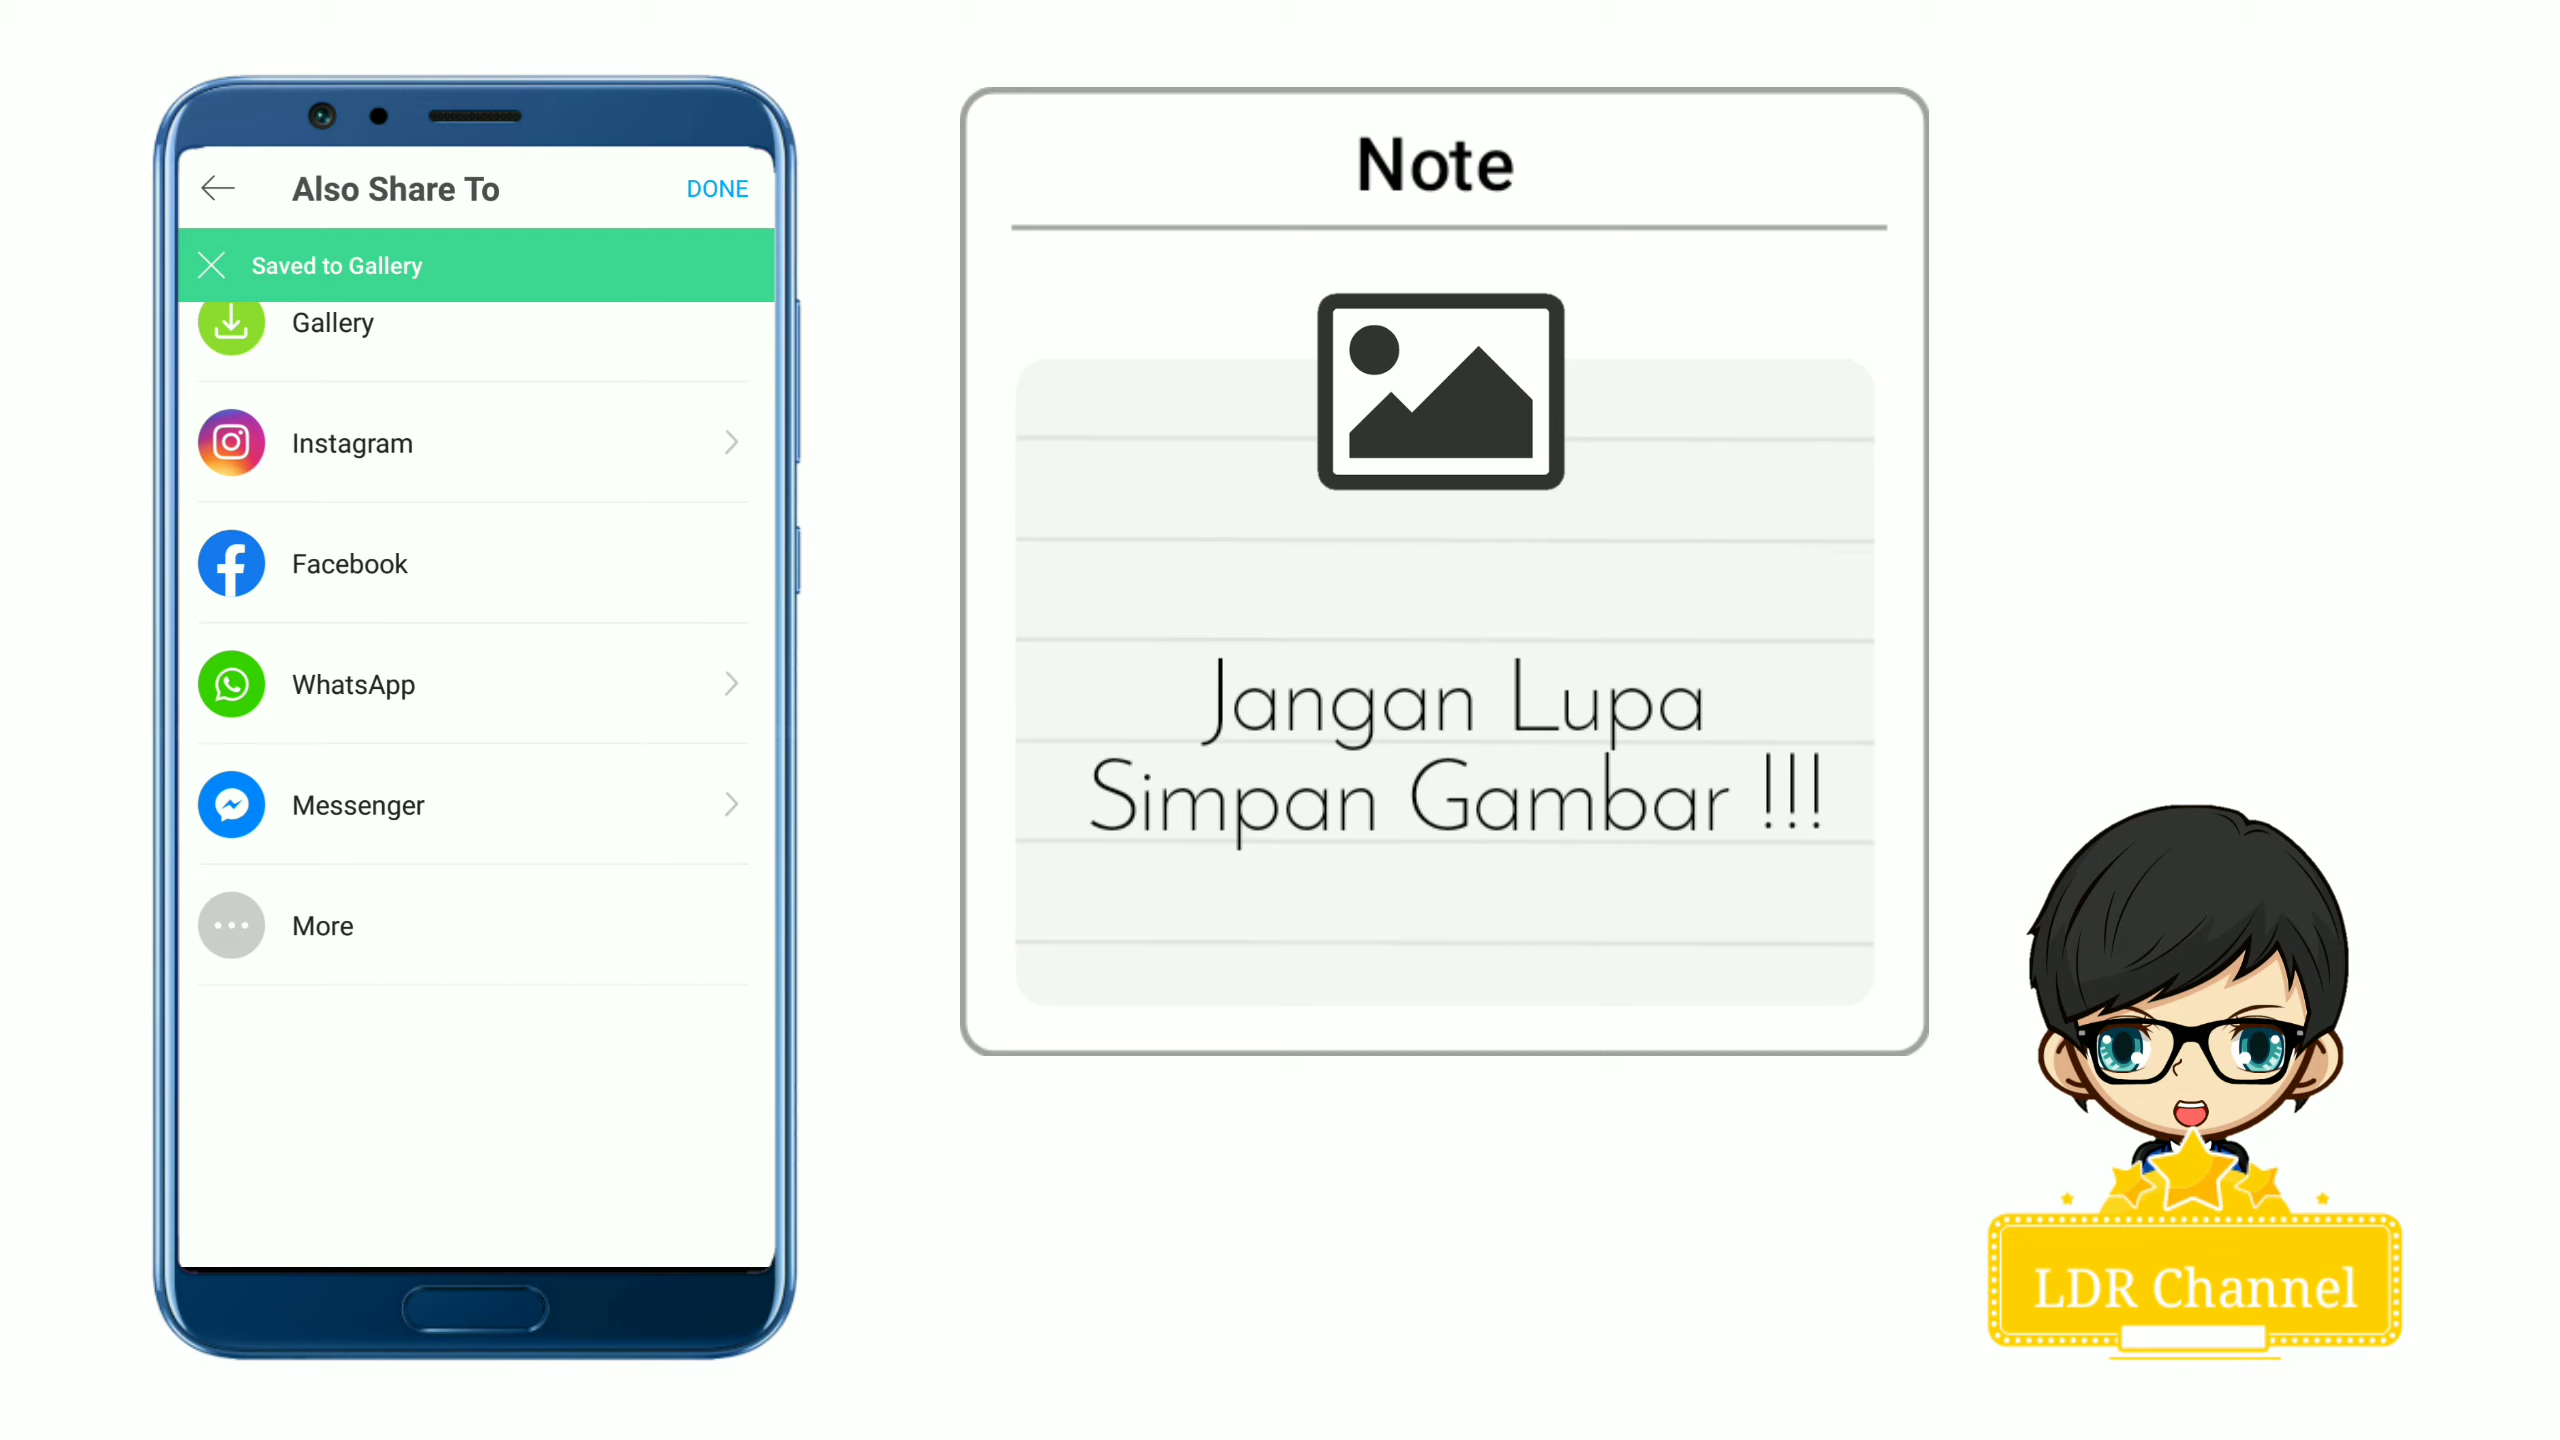 Also Share To
DONE
Saved to Gallery
Gallery
Instagram
Facebook
WhatsApp
Messenger
More
Note
Jangan Lupa
Simpan Gambar !!!
LDR Channel